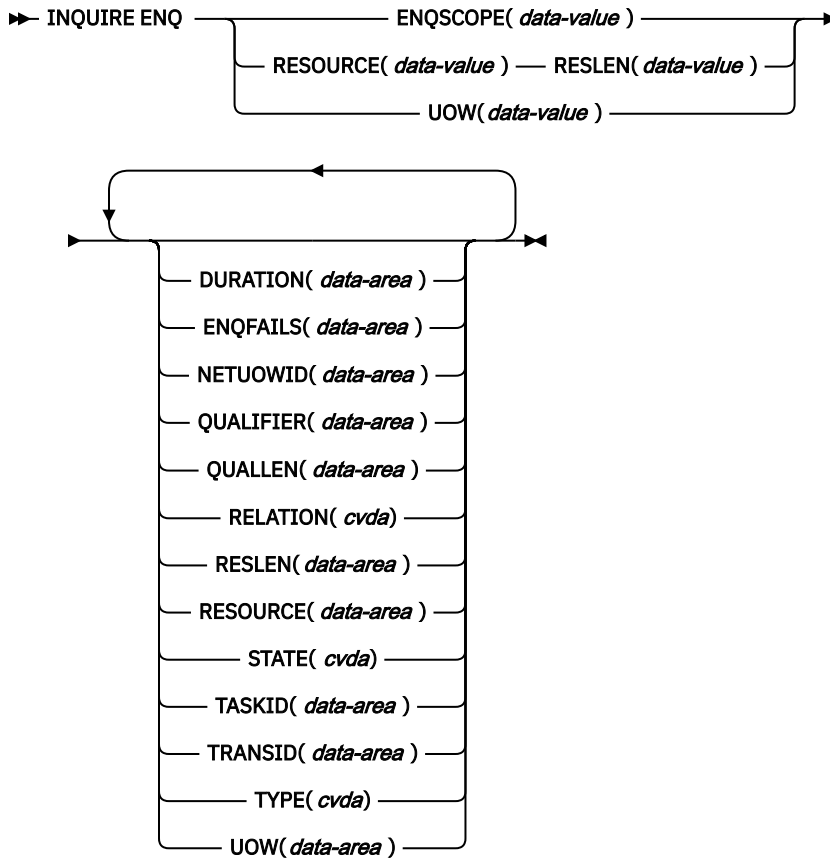 INQUIRE ENQ ENQSCOPE( data-value )
RESOURCE( data-value ) RESLEN( data-value )
UOW( data-value )
DURATION( data-area )
ENQFAILS( data-area )
NETUOWID( data-area )
QUALIFIER( data-area )
QUALLEN( data-area )
RELATION( cvda)
RESLEN( data-area )
RESOURCE( data-area )
STATE( cvda)
TASKID( data-area )
TRANSID( data-area )
TYPE( cvda)
UOW( data-area )